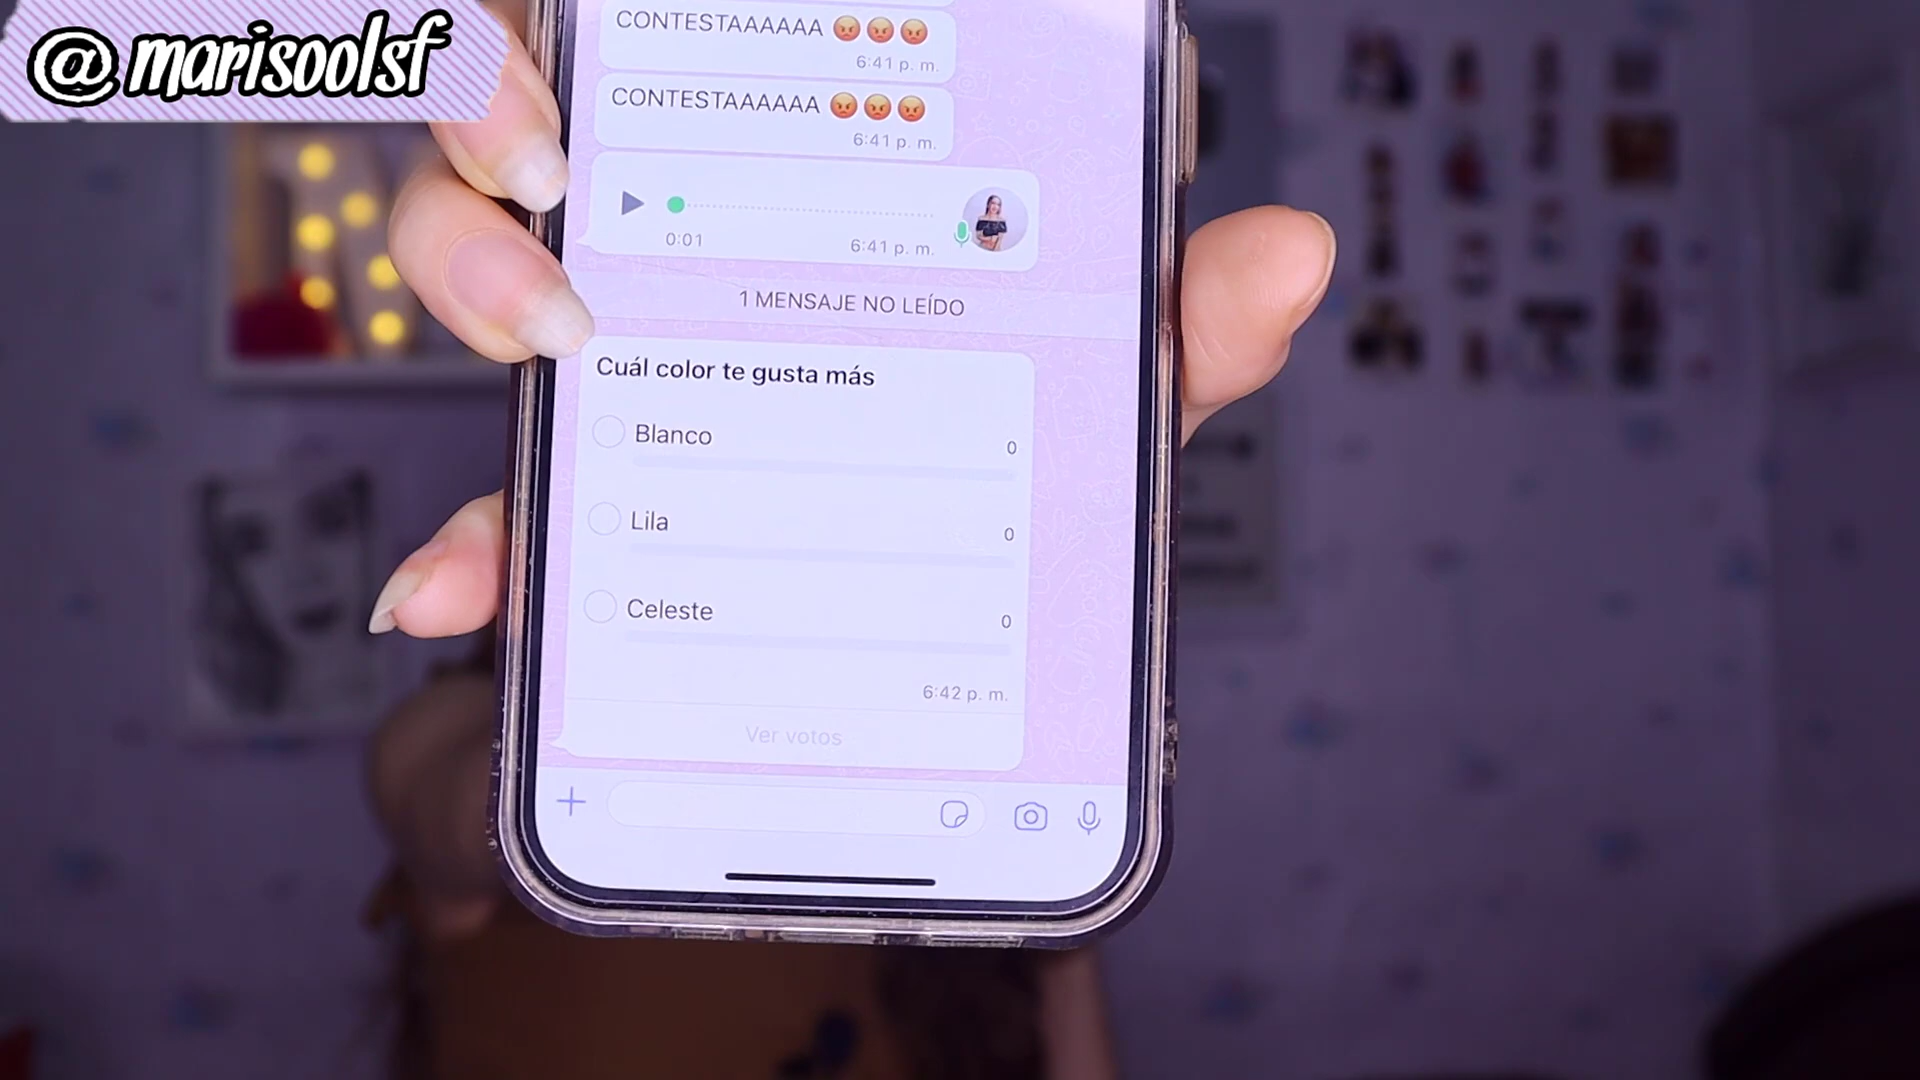 @marisoolsf
CONTESTAAAAAA 😡😡😡
6:41 p. m.
CONTESTAAAAAA 😡😡😡
6:41 p. m.
0:01
6:41 p. m.
1 MENSAJE NO LEÍDO
Cuál color te gusta más
Blanco 0
Lila 0
Celeste 0
6:42 p. m.
Ver votos